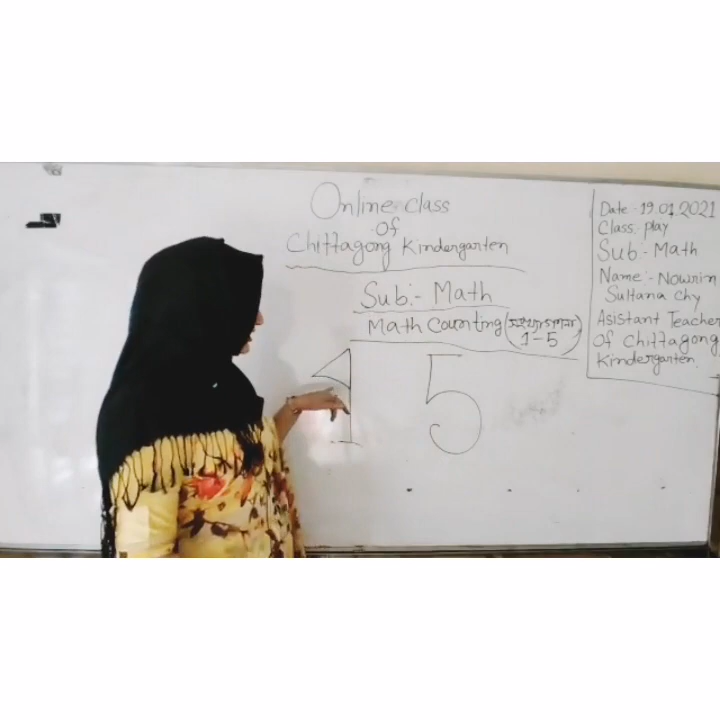 Online class
of
Chittagong Kindergarten
Sub:- Math
Math Counting (সংখ্যাগণনা
1-5)
1 5
Date:- 19.01.2021
Class: play
Sub:- Math
Name:- Nowrin
Sultana Chy
Asistant Teacher
of Chittagong
Kindergarten.